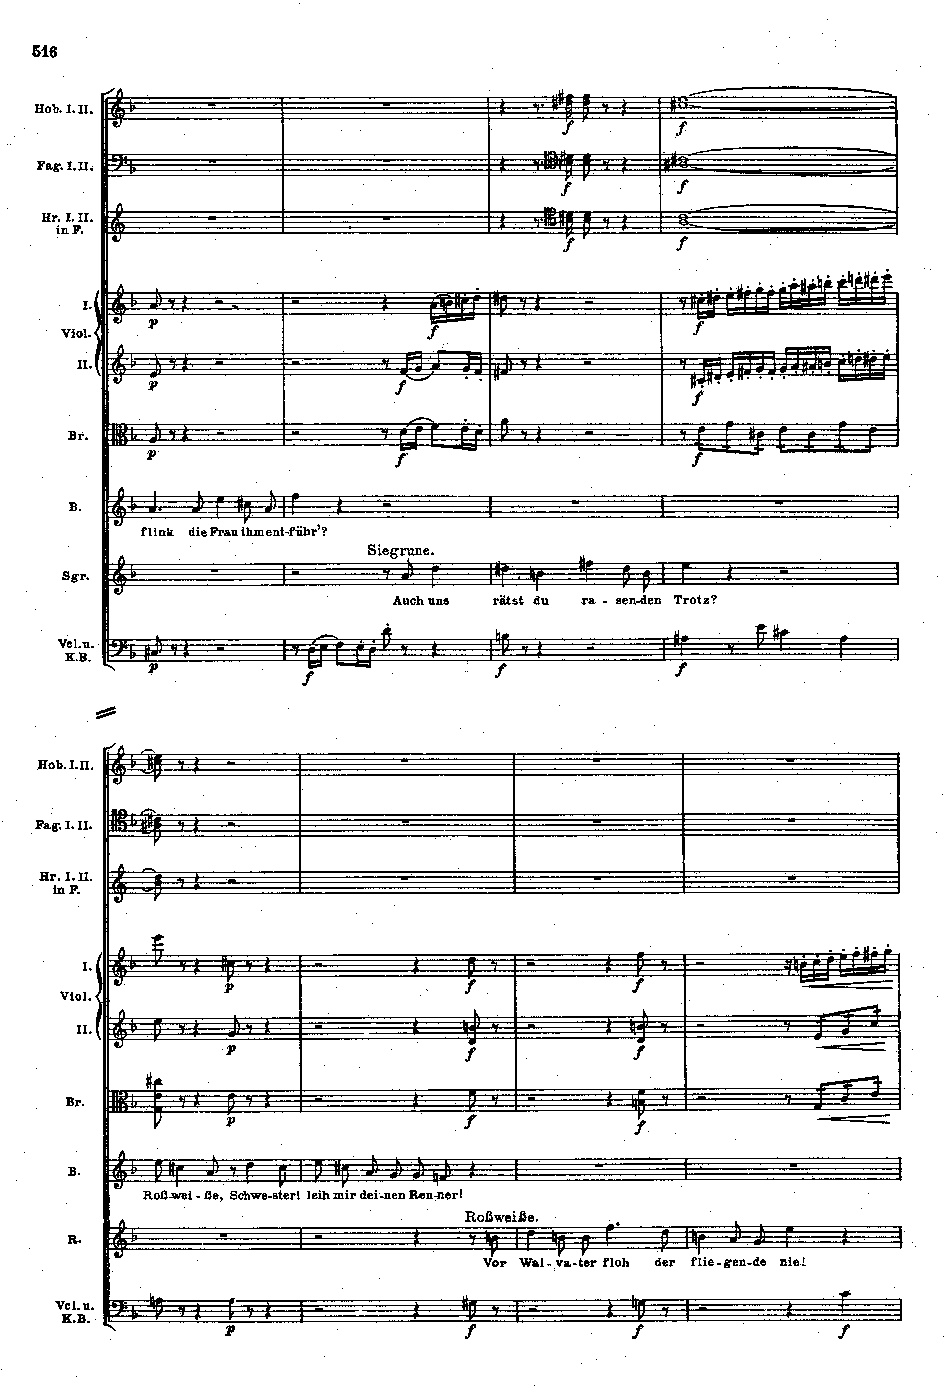 516
Hob. I. II.
f
f
Fag. I. II.
f
f
Hr. I. II.
in F.
f
f
I.
p
f
f
Viol.
II.
p
f
f
Br.
p
f
f
B.
flink die Frau ihm ent-führ'?
Siegrune.
Sgr.
Auch uns rätst du ra - sen-den Trotz?
Vcl. u.
K.B.
p
f
f
f
Hob. I. II.
Fag. I. II.
Hr. I. II.
in F.
I.
p
f
f
Viol.
II.
p
f
f
Br.
p
f
f
B.
Roß-wei - ße, Schwe-ster! leih mir dei-nen Ren-ner!
Roßweiße.
R.
Vor Wal-va-ter floh der flie-gen-de nie!
Vcl. u.
K.B.
p
f
f
f